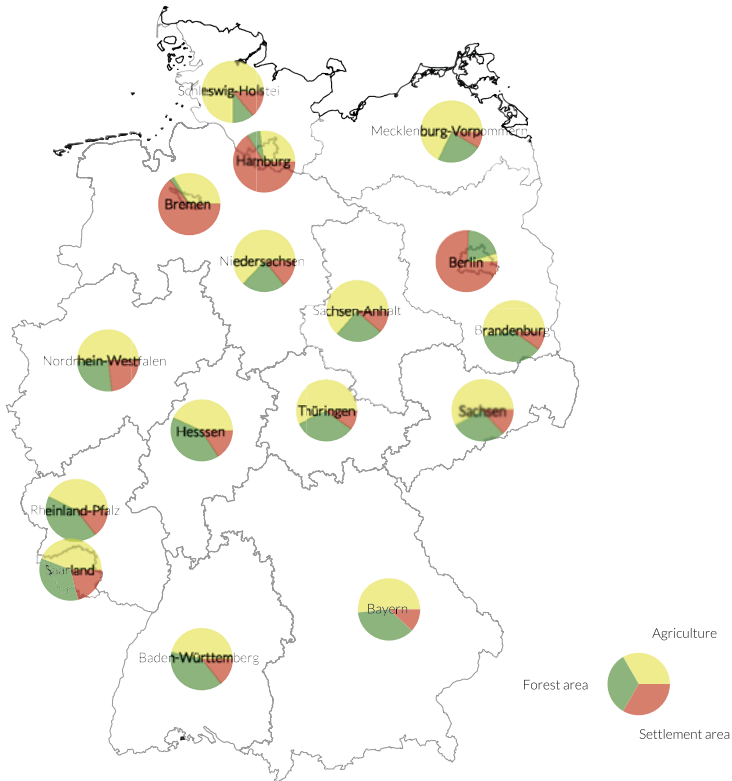 Schleswig-Holstei
Mecklenburg-Vorpommern
Hamburg
Bremen
Niedersachsen
Berlin
Sachsen-Anhalt
Brandenburg
Nordrhein-Westfalen
Thüringen
Sachsen
Hesssen
Rheinland-Pfalz
Saarland
Bayern
Baden-Württemberg
Agriculture
Forest area
Settlement area